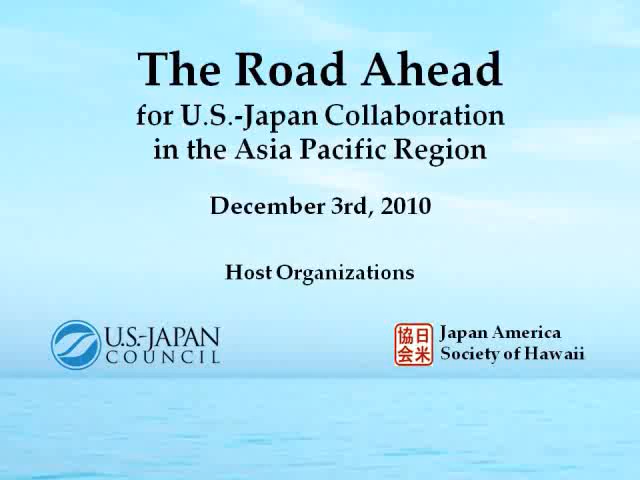 The Road Ahead
for U.S.-Japan Collaboration
in the Asia Pacific Region
December 3rd, 2010
Host Organizations
U.S.-JAPAN
COUNCIL
日米
協会
Japan America
Society of Hawaii